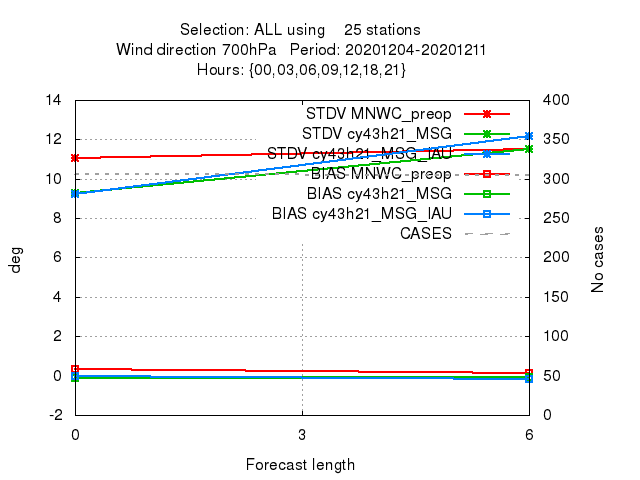 Selection: ALL using    25 stations
Wind direction 700hPa   Period: 20201204-20201211
Hours: {00,03,06,09,12,18,21}
14
400
STDV MNWC_preop
12
350
STDV cy43h21_MSG
STDV cy43h21_MSG_IAU
10
300
BIAS MNWC_preop
BIAS cy43h21_MSG
8
250
BIAS cy43h21_MSG_IAU
CASES
6
200
deg
No cases
4
150
2
100
0
50
-2
0
0
3
6
Forecast length